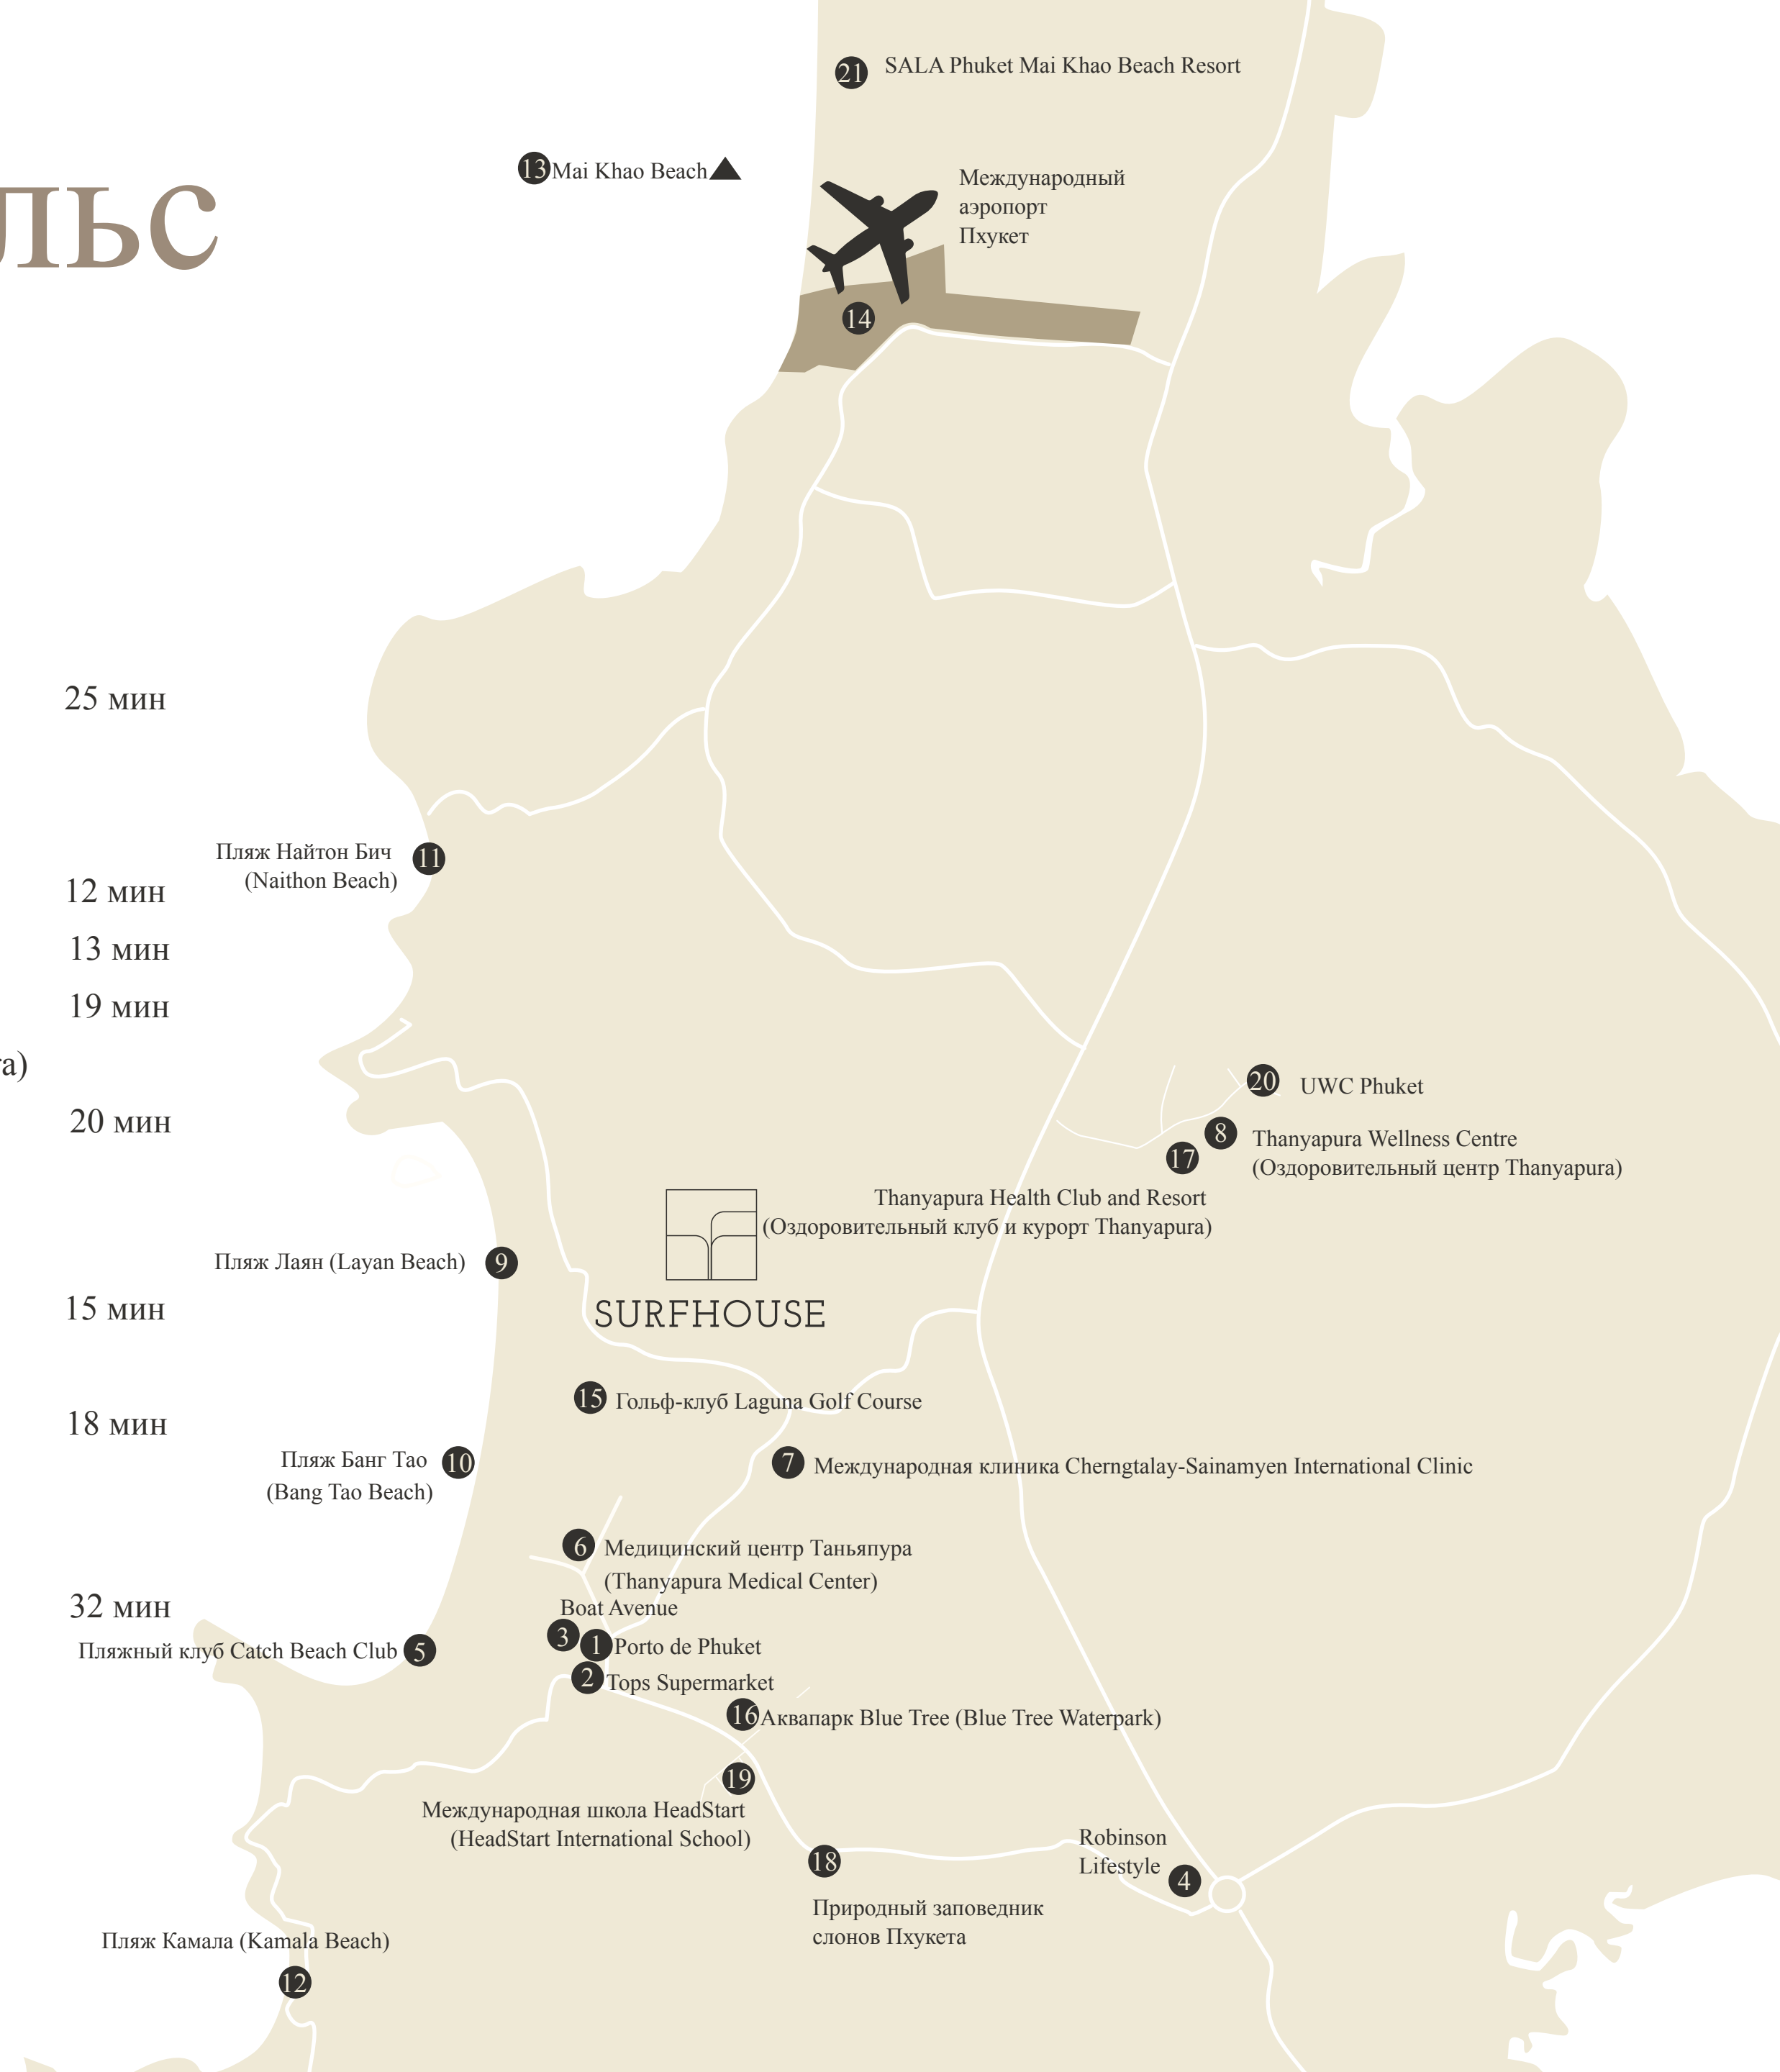 21 SALA Phuket Mai Khao Beach Resort
13 Mai Khao Beach
Международный
аэропорт
Пхукет
льс
14
25 мин
Пляж Найтон Бич 11
(Naithon Beach)
12 мин
13 мин
19 мин
a)
20 мин
20 UWC Phuket
8 Thanyapura Wellness Centre
(Оздоровительный центр Thanyapura)
17
Thanyapura Health Club and Resort
(Оздоровительный клуб и курорт Thanyapura)
Пляж Лаян (Layan Beach) 9
SURFHOUSE
15 мин
15 Гольф-клуб Laguna Golf Course
18 мин
Пляж Банг Тао 10
(Bang Tao Beach)
7 Международная клиника Cherngtalay-Sainamyen International Clinic
6 Медицинский центр Таньяпура
(Thanyapura Medical Center)
32 мин
Boat Avenue
3
1 Porto de Phuket
Пляжный клуб Catch Beach Club 5
2 Tops Supermarket
16 Аквапарк Blue Tree (Blue Tree Waterpark)
19
Международная школа HeadStart
(HeadStart International School)
18
Природный заповедник
слонов Пхукета
Robinson
Lifestyle 4
Пляж Камала (Kamala Beach)
12